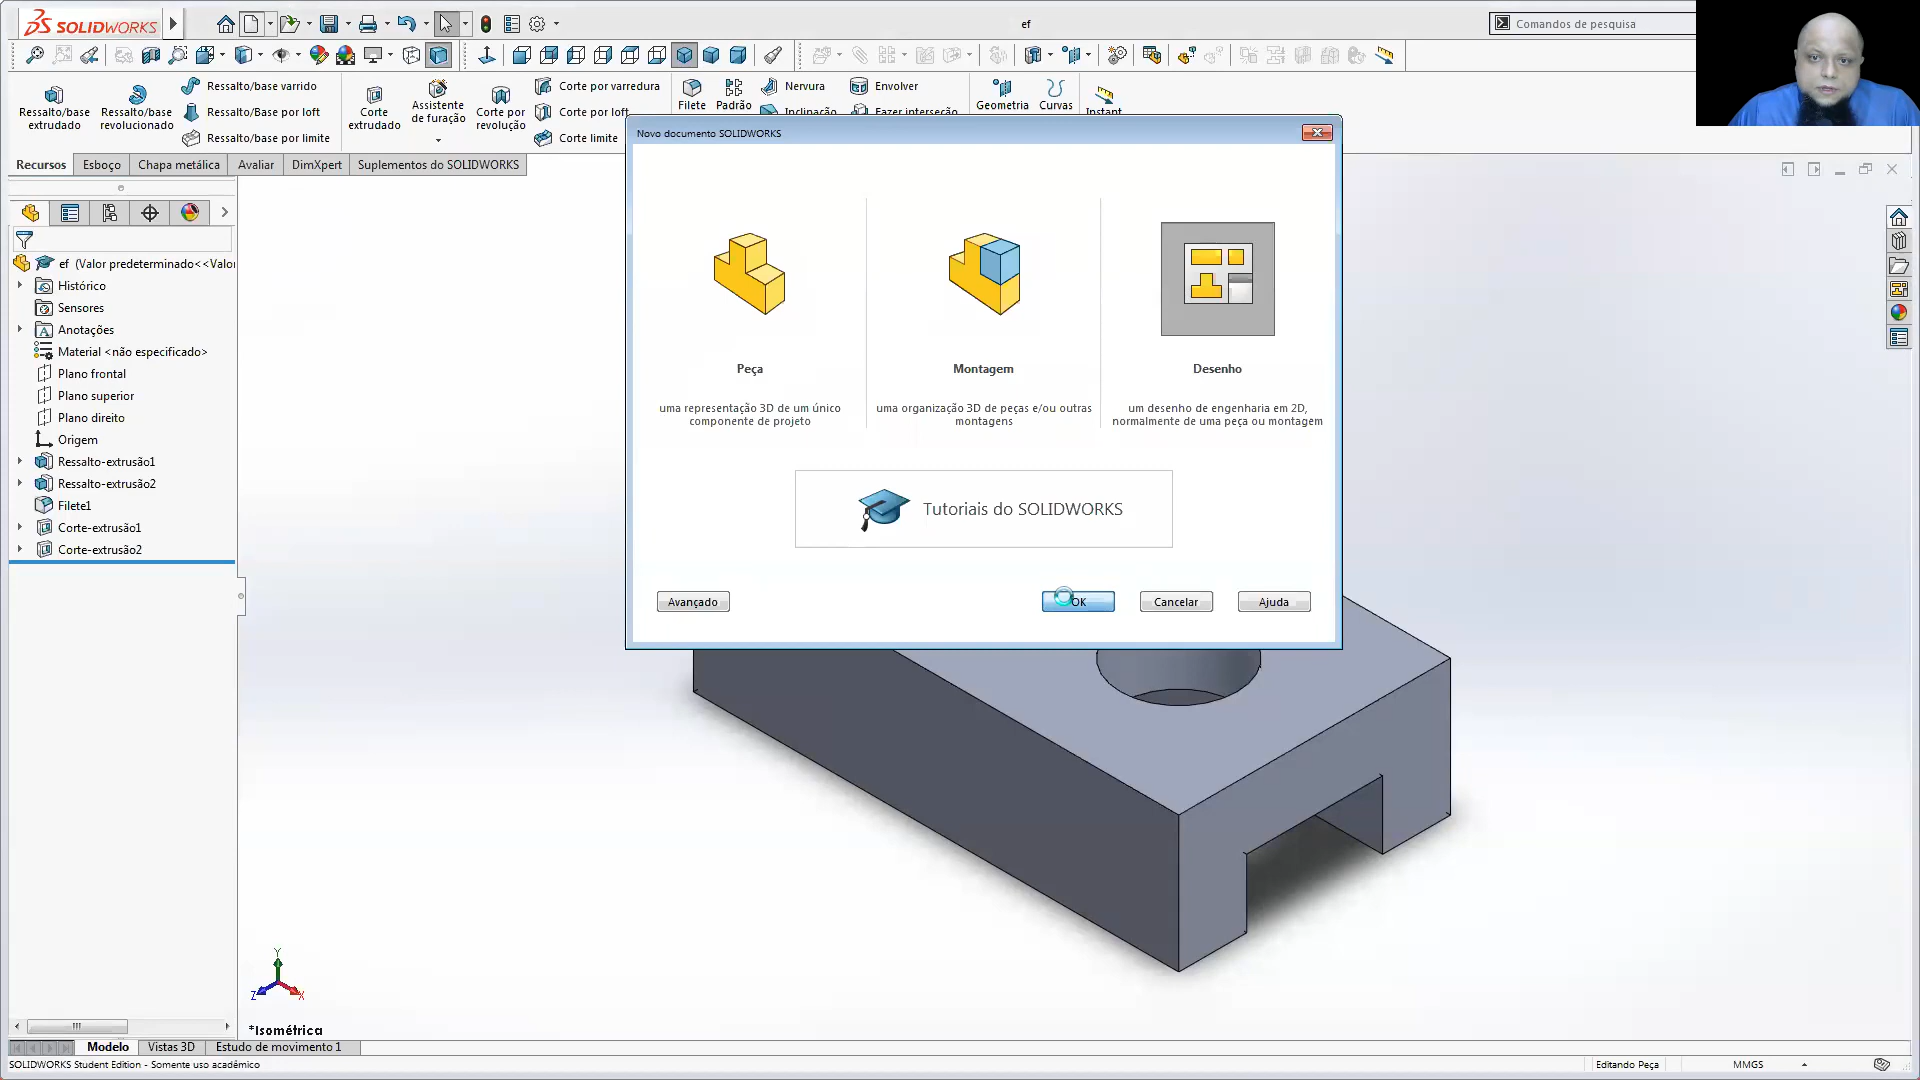 SOLIDWORKS
ef
Comandos de pesquisa
Ressalto/base
extrudado
Ressalto/base
revolucionado
Ressalto/base varrido
Ressalto/Base por loft
Ressalto/base por limite
Corte
extrudado
Assistente
de furação
Corte por
revolução
Corte por varredura
Corte por loft
Corte limite
Filete
Padrão
Nervura
Inclinação
Envolver
Fazer interseção
Geometria
Curvas
Instant
Recursos
Esboço
Chapa metálica
Avaliar
DimXpert
Suplementos do SOLIDWORKS
ef (Valor predeterminado<<Valor
Histórico
Sensores
Anotações
Material <não especificado>
Plano frontal
Plano superior
Plano direito
Origem
Ressalto-extrusão1
Ressalto-extrusão2
Filete1
Corte-extrusão1
Corte-extrusão2
Novo documento SOLIDWORKS
Peça
uma representação 3D de um único
componente de projeto
Montagem
uma organização 3D de peças e/ou outras
montagens
Desenho
um desenho de engenharia em 2D,
normalmente de uma peça ou montagem
Tutoriais do SOLIDWORKS
Avançado
OK
Cancelar
Ajuda
Y
Z
X
*Isométrica
Modelo
Vistas 3D
Estudo de movimento 1
SOLIDWORKS Student Edition - Somente uso acadêmico
Editando Peça
MMGS